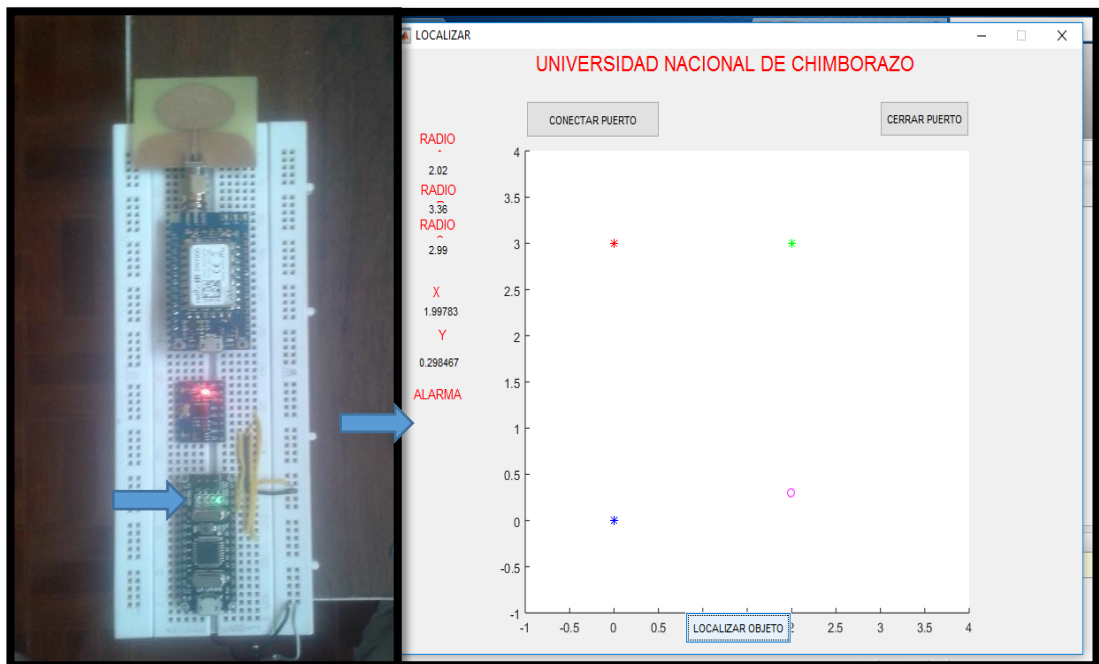 LOCALIZAR
UNIVERSIDAD NACIONAL DE CHIMBORAZO
CONECTAR PUERTO
CERRAR PUERTO
RADIO
2.02
RADIO
3.36
RADIO
2.99
X
1.99783
Y
0.298467
ALARMA
4
3.5
3
2.5
2
1.5
1
0.5
0
-0.5
-1
-1 -0.5 0 0.5 2.5 3 3.5 4
LOCALIZAR OBJETO